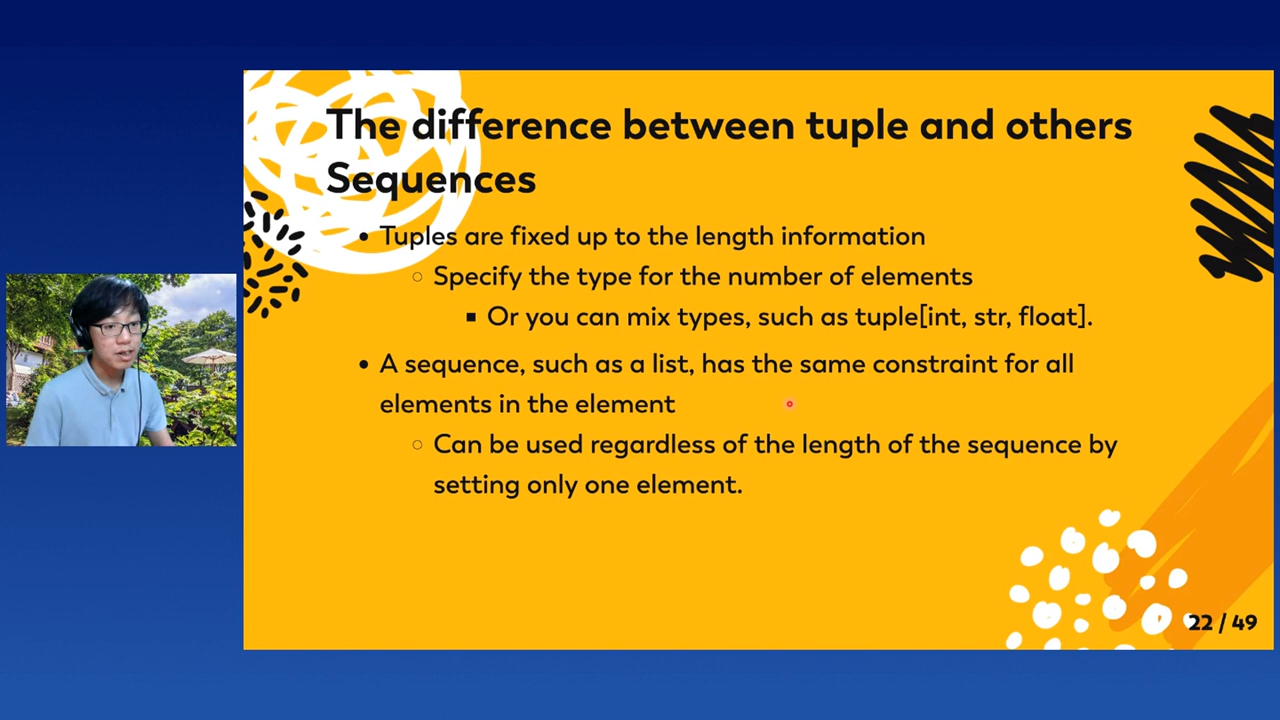 The difference between tuple and others
Sequences
• Tuples are fixed up to the length information
○ Specify the type for the number of elements
▪ Or you can mix types, such as tuple[int, str, float].
• A sequence, such as a list, has the same constraint for all
elements in the element
○ Can be used regardless of the length of the sequence by
setting only one element.
22 / 49